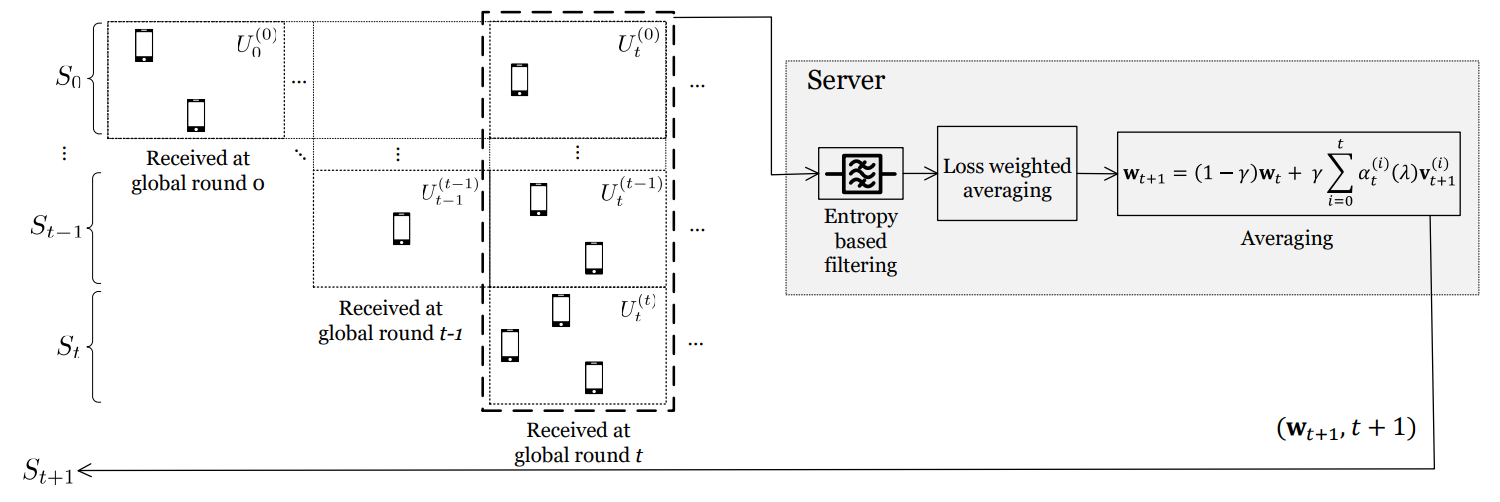 S_0
U_0^{(0)}
...
U_t^{(0)}
...
Received at
global round 0
⋮
⋱
⋮
⋮
S_{t-1}
U_{t-1}^{(t-1)}
U_t^{(t-1)}
...
Received at
global round t-1
S_t
U_t^{(t)}
...
Received at
global round t
Server
Entropy
based
filtering
Loss weighted
averaging
w_{t+1} = (1 − γ)w_t + γ ∑_{i=0}^{t} α_t^{(i)}(λ)v_{t+1}^{(i)}
Averaging
(w_{t+1}, t + 1)
S_{t+1}